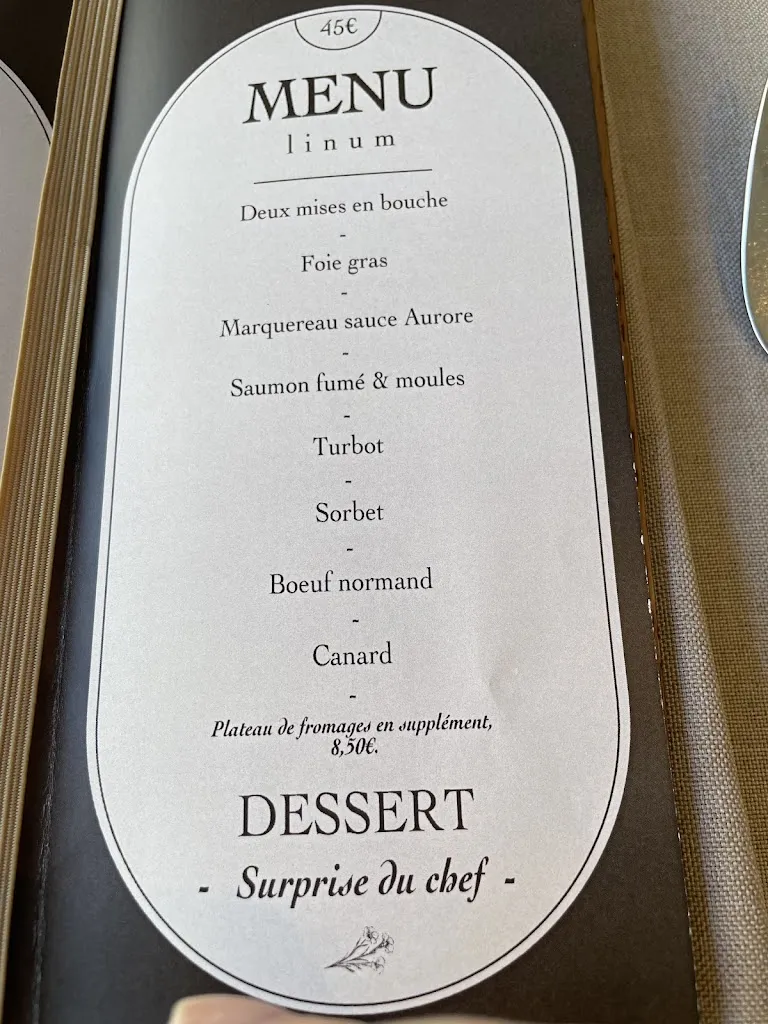 45€
MENU
linum
Deux mises en bouche
-
Foie gras
-
Marquereau sauce Aurore
-
Saumon fumé & moules
-
Turbot
-
Sorbet
-
Boeuf normand
-
Canard
-
Plateau de fromages en supplément,
8,50€.
DESSERT
- Surprise du chef -